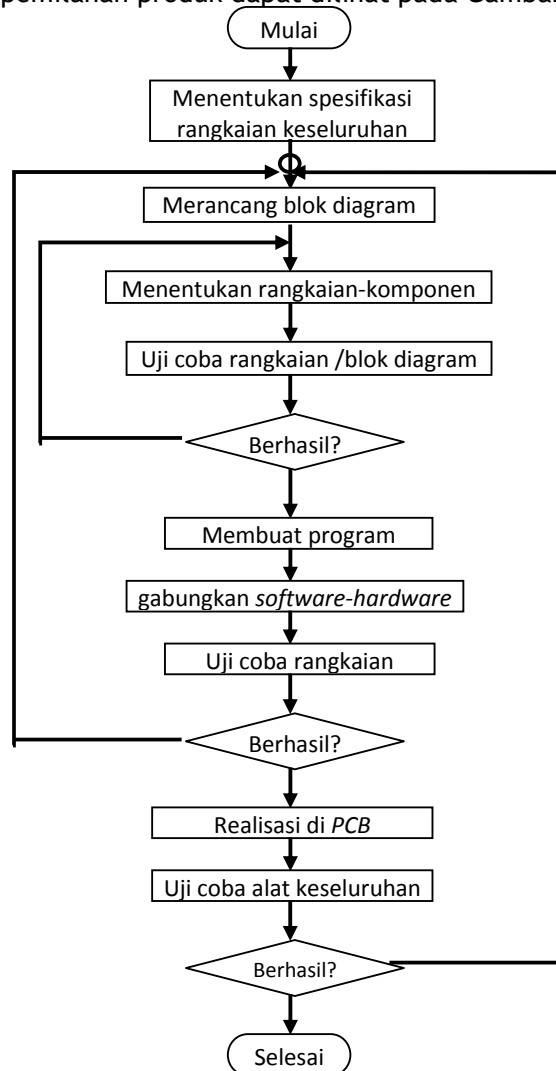 pemikahan produk dapat dilihat pada Gambar
Mulai
Menentukan spesifikasi
rangkaian keseluruhan
Merancang blok diagram
Menentukan rangkaian-komponen
Uji coba rangkaian /blok diagram
Berhasil?
Membuat program
gabungkan software-hardware
Uji coba rangkaian
Berhasil?
Realisasi di PCB
Uji coba alat keseluruhan
Berhasil?
Selesai